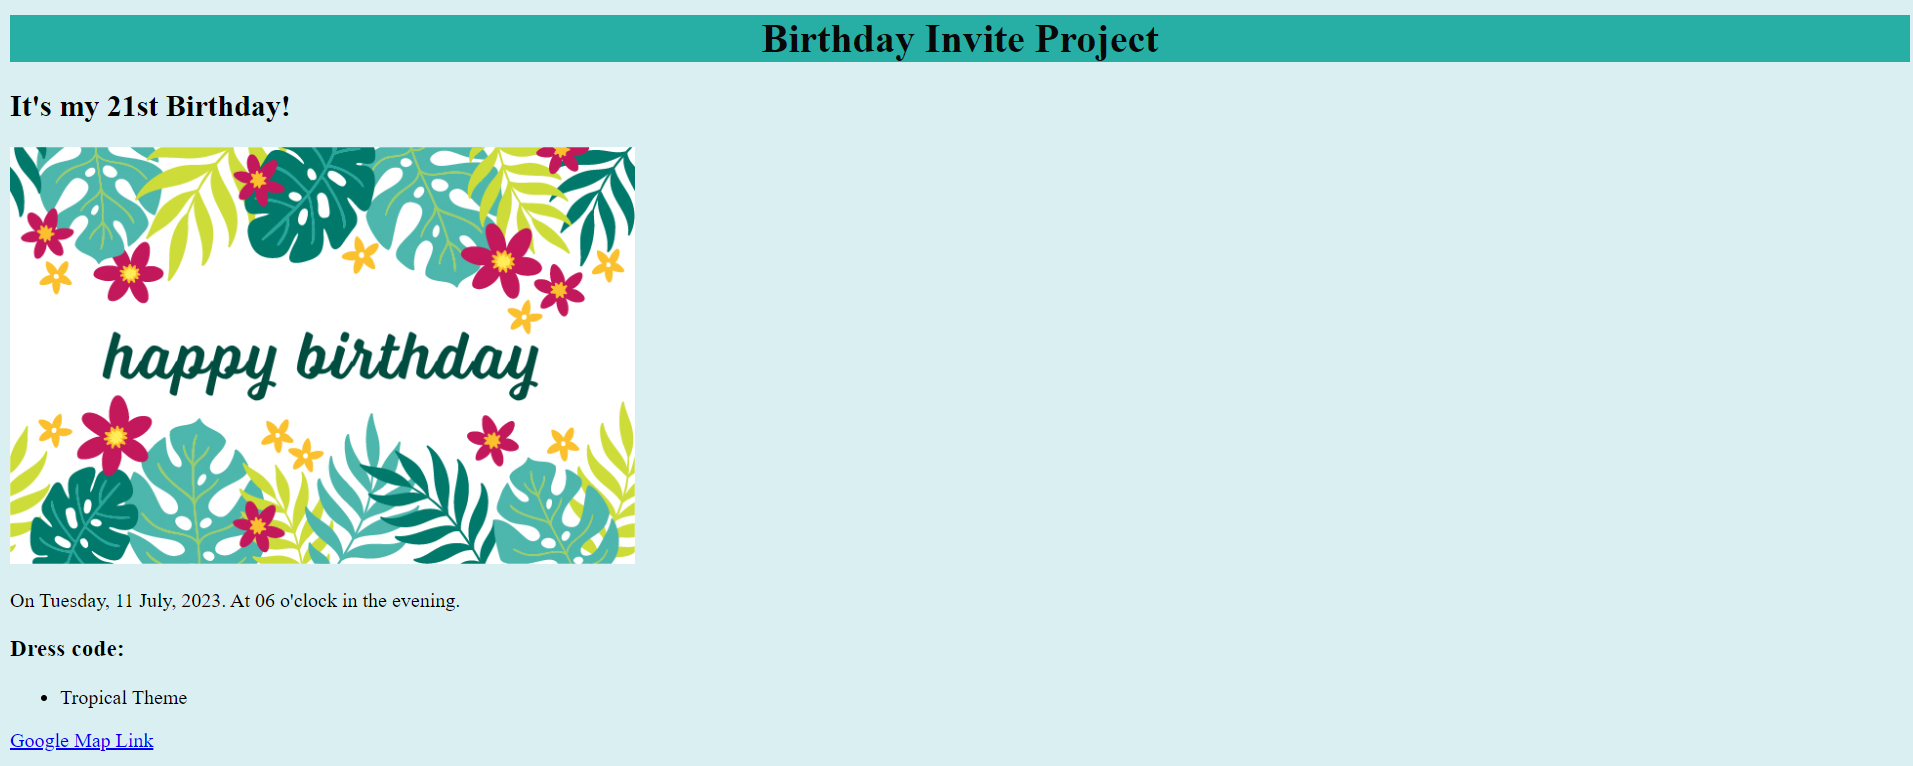 Birthday Invite Project
It's my 21st Birthday!
happy birthday
On Tuesday, 11 July, 2023. At 06 o'clock in the evening.
Dress code:
• Tropical Theme
Google Map Link